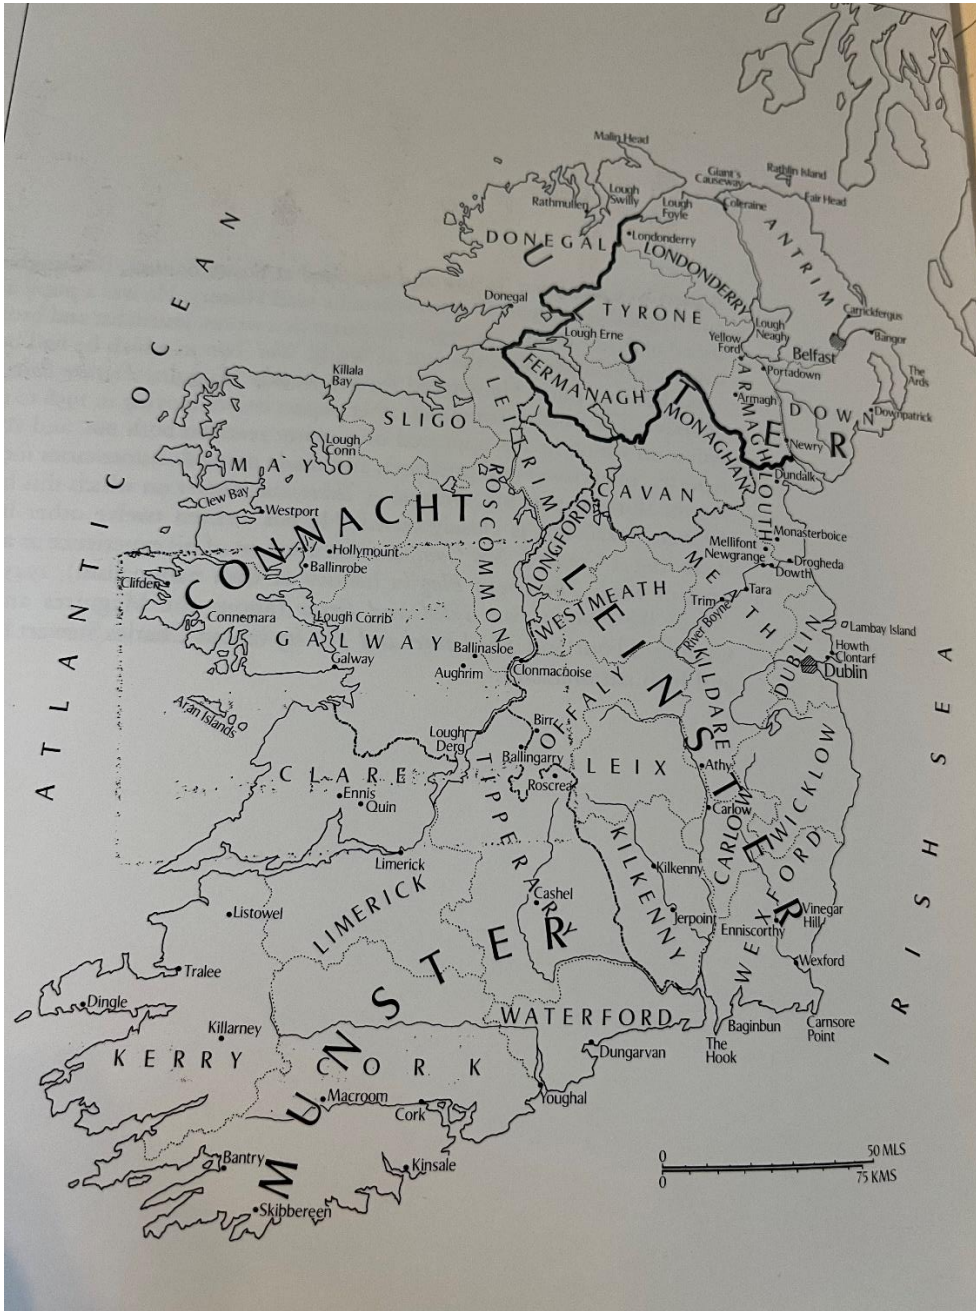 Malin Head
Giant's
Causeway
Rathlin Island
Fair Head
Lough
Swilly
Rathmullen
Lough
Foyle
Coleraine
ANTRIM
DONEGAL
Londonderry
LONDONDERRY
ULSTER
Donegal
TYRONE
Carrickfergus
Lough
Neagh
Bangor
Lough Erne
Yellow
Ford
Belfast
The
Ards
Portadown
FERMANAGH
Armagh
ARMAGH
DOWN
Downpatrick
MONAGHAN
Newry
Killala
Bay
SLIGO
LEITRIM
Lough
Conn
MAYO
Dundalk
CAVAN
LOUTH
ROSCOMMON
Clew Bay
Westport
CONNACHT
LONGFORD
Monasterboice
Mellifont
Newgrange
Drogheda
Dowth
Hollymount
Ballinrobe
Clifden
MEATH
Tara
Trim
WESTMEATH
LEINSTER
River Boyne
Connemara
Lough Corrib
GALWAY
Lambay Island
Howth
Clontarf
DUBLIN
Dublin
Galway
Ballinasloe
Aughrim
Clonmacnoise
KILDARE
Aran Islands
OFFALY
Birr
Lough
Derg
Ballingarry
LEIX
Athy
WICKLOW
Roscrea
CLARE
Ennis
Quin
TIPPERARY
Carlow
CARLOW
KILKENNY
Kilkenny
Limerick
LIMERICK
Cashel
Listowel
Jerpoint
WEXFORD
Vinegar
Hill
Enniscorthy
Wexford
MUNSTER
Tralee
Dingle
WATERFORD
Baginbun
Carnsore
Point
The
Hook
Killarney
Dungarvan
KERRY
CORK
Macroom
Cork
Youghal
Bantry
Kinsale
Skibbereen
ATLANTIC OCEAN
IRISH SEA
0 50 MLS
0 75 KMS